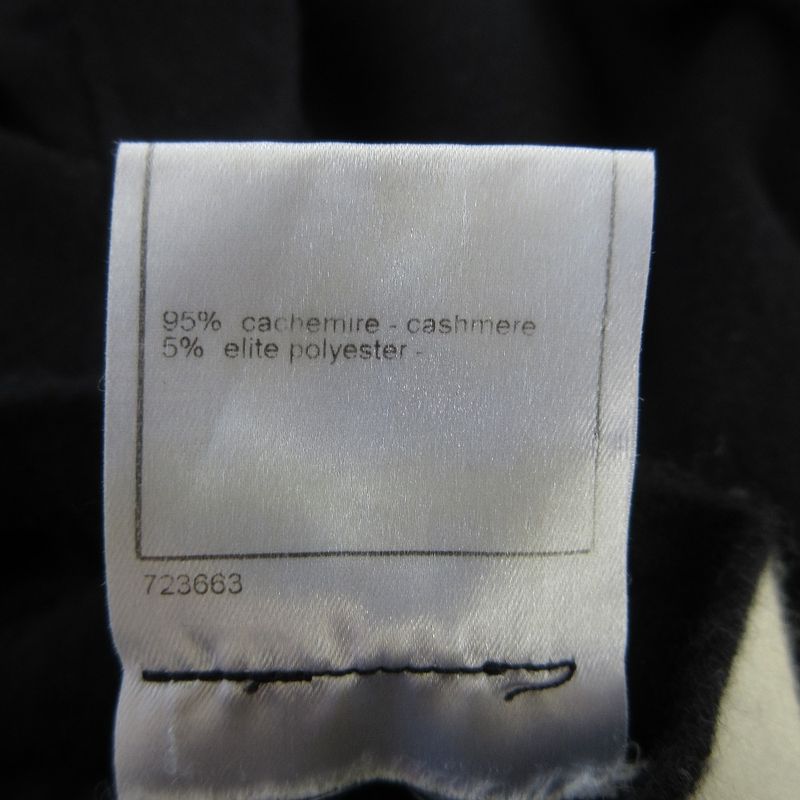 95% cachemire - cashmere
5% elite polyester -
723663